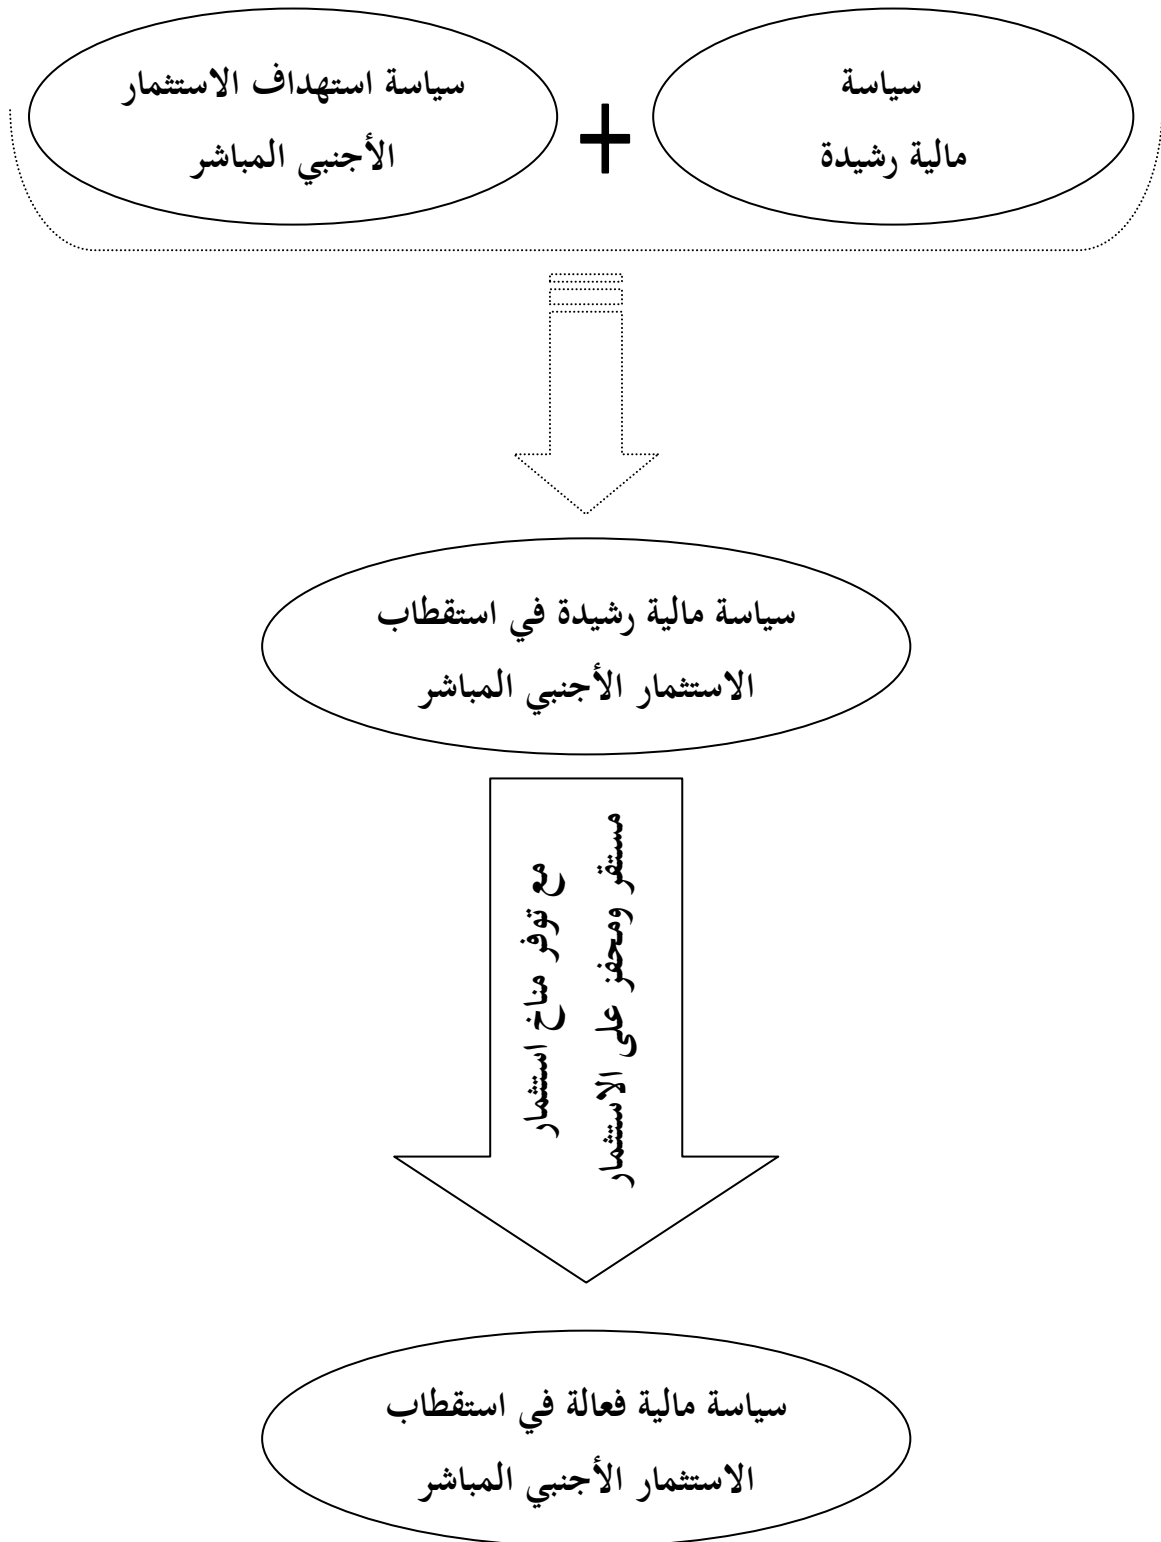 سياسة
مالية رشيدة
+
سياسة استهداف الاستثمار
الأجنبي المباشر
سياسة مالية رشيدة في استقطاب
الاستثمار الأجنبي المباشر
مع توفر مناخ استثمار
مستقر ومحفز على الاستثمار
سياسة مالية فعالة في استقطاب
الاستثمار الأجنبي المباشر